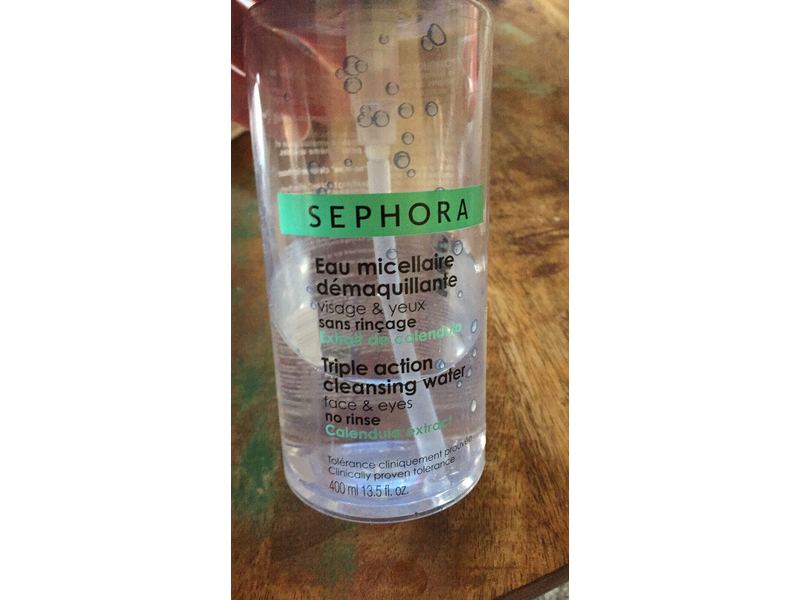 SEPHORA
Eau micellaire
démaquillante
visage & yeux
sans rinçage
Extrait de calendula
Triple action
cleansing water
face & eyes
no rinse
Calendula extract
Tolérance cliniquement prouvée
Clinically proven tolerance
400 ml 13.5 fl. oz.